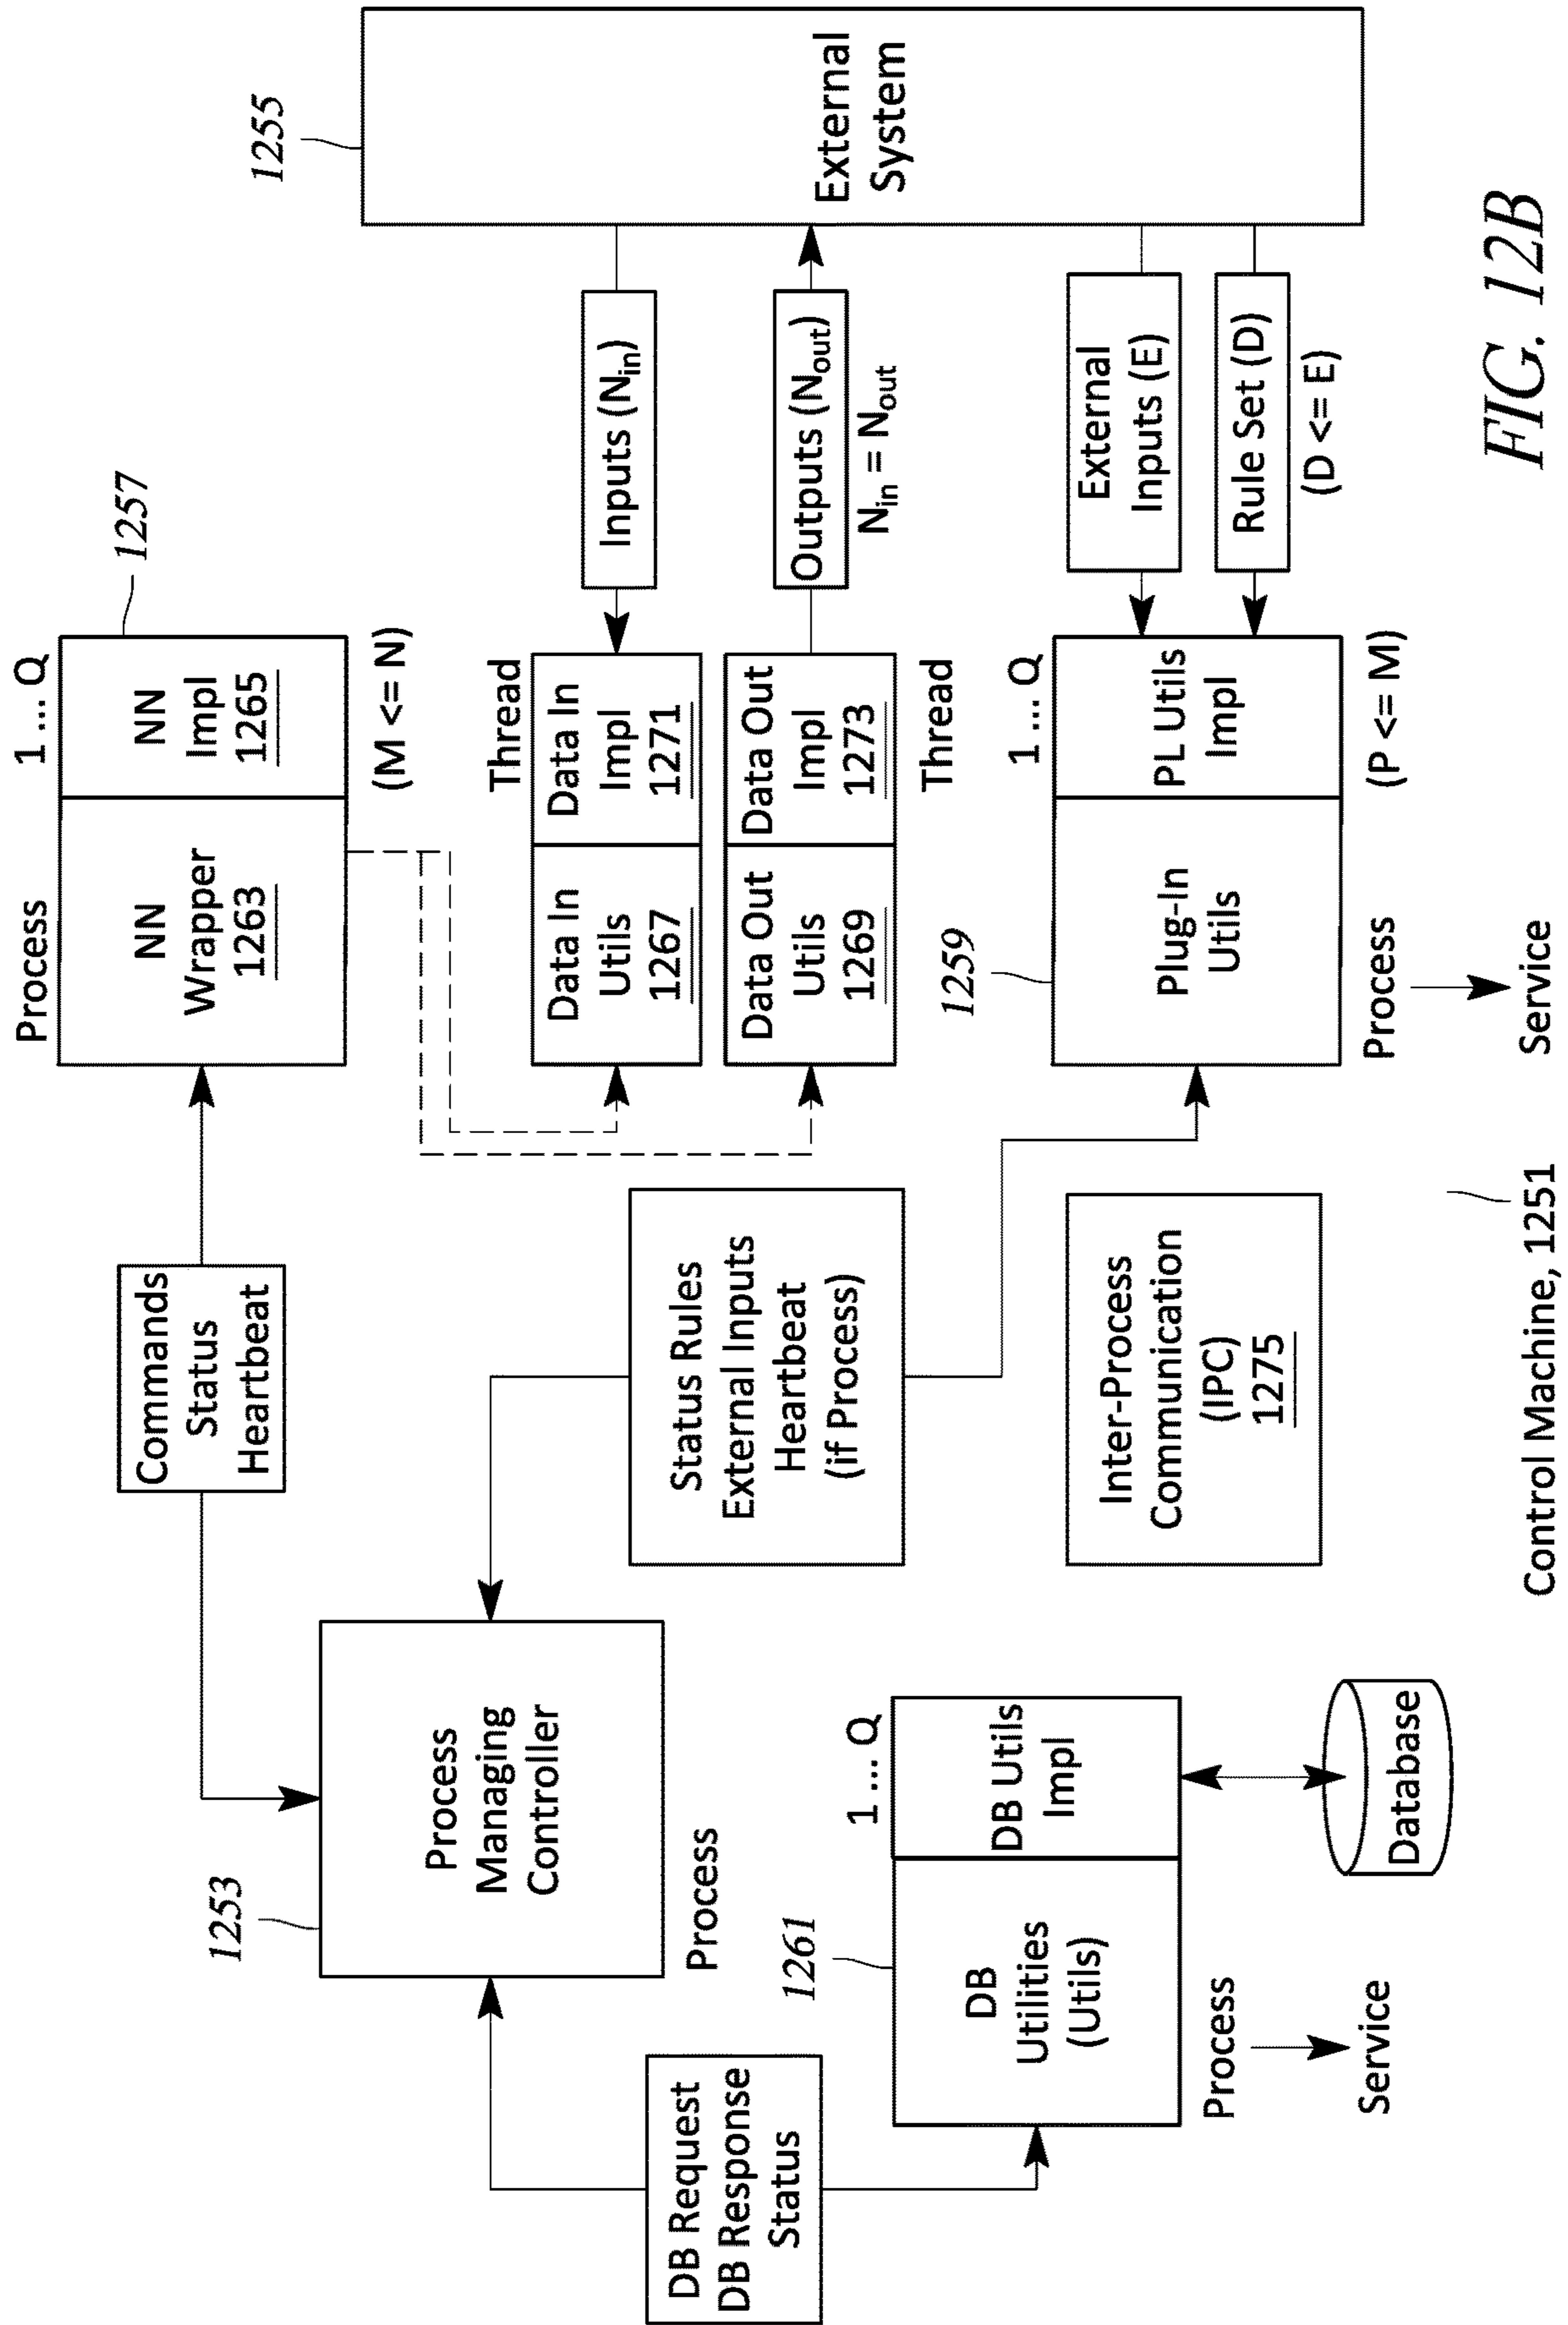 1253
Process
Managing
Controller
Process
Commands
Status
Heartbeat
Process
1 ... Q
1257
NN
Wrapper
1263
NN
Impl
1265
(M <= N)
1255
External
System
Thread
Data In
Utils
1267
Data In
Impl
1271
Inputs (Nin)
Data Out
Utils
1269
Data Out
Impl
1273
Thread
Outputs (Nout)
Nin = Nout
DB Request
DB Response
Status
Status Rules
External Inputs
Heartbeat
(if Process)
1261
1 ... Q
DB
Utilities
(Utils)
DB Utils
Impl
Process
Service
Database
Inter-Process
Communication
(IPC)
1275
1259
1 ... Q
Plug-In
Utils
PL Utils
Impl
(P <= M)
Process
Service
External
Inputs (E)
Rule Set (D)
(D <= E)
Control Machine, 1251
FIG. 12B